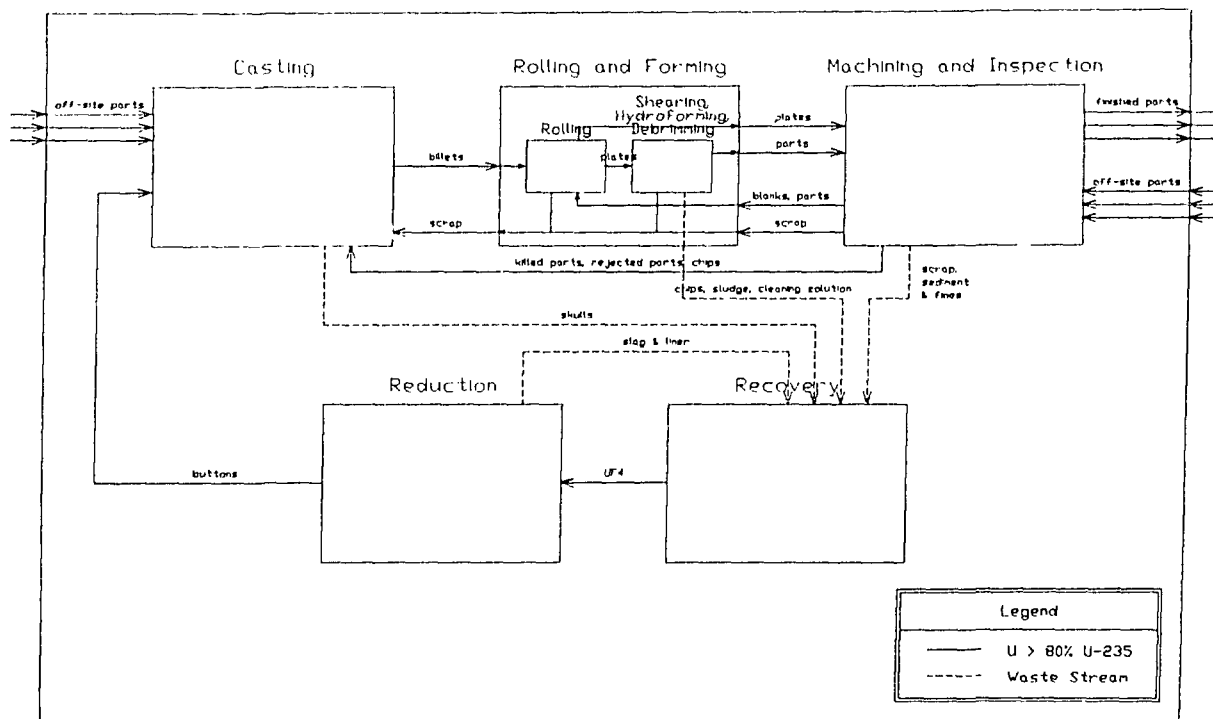 Casting
Rolling and Forming
Machining and Inspection
off-site parts
Shearing,
Hydroforming,
Debrimming
Rolling
plates
finished parts
billets
plates
parts
off-site parts
blanks, parts
scrap
scrap
killed parts, rejected parts, chips
chips, sludge, cleaning solution
scrap,
sediment
& fines
skulls
slag & liner
Reduction
Recovery
buttons
UF4
Legend
U > 80% U-235
Waste Stream